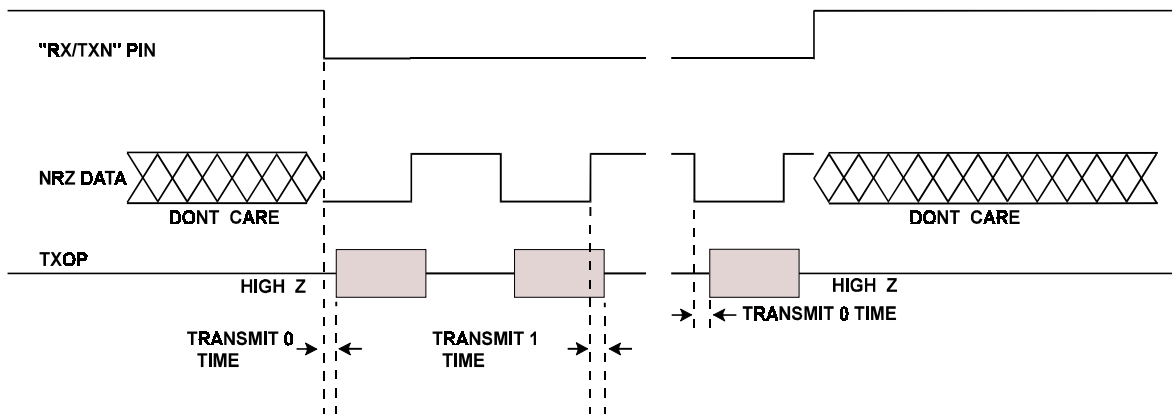 "RX/TXN" PIN
NRZ DATA
DONT CARE
DONT CARE
TXOP
HIGH Z
HIGH Z
TRANSMIT 0
TIME
TRANSMIT 1
TIME
TRANSMIT 0 TIME